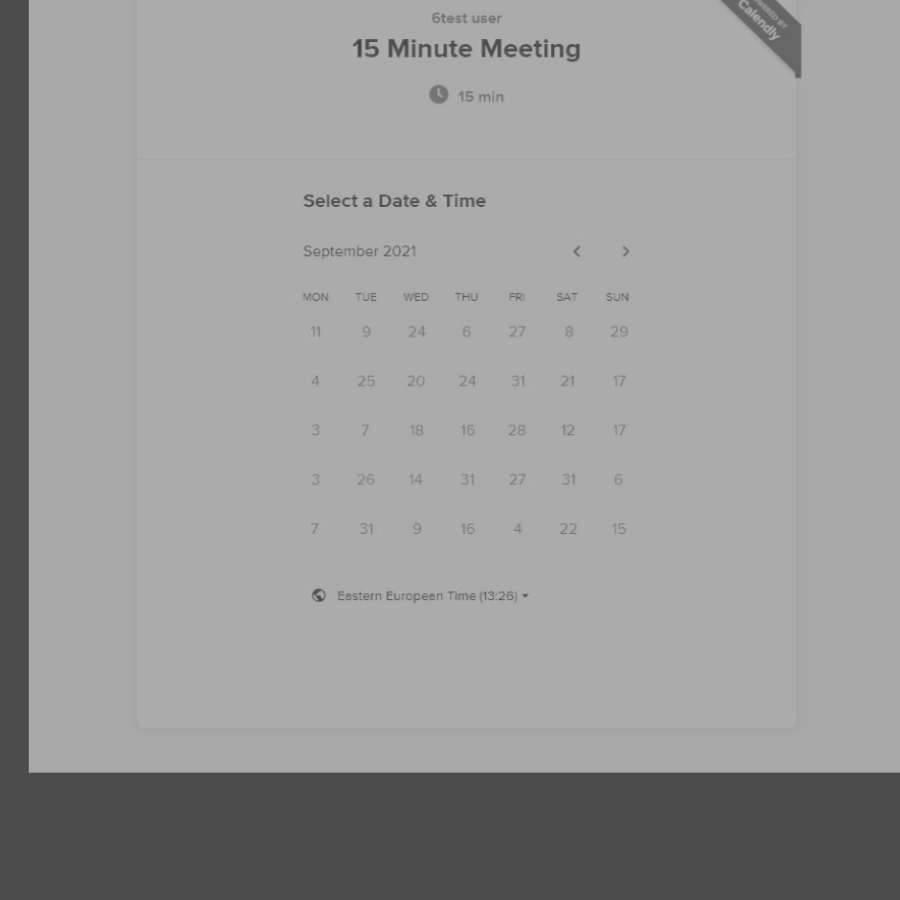 6test user
15 Minute Meeting
15 min
POWERED BY
Calendly
Select a Date & Time
September 2021
MON TUE WED THU FRI SAT SUN
11 9 24 6 27 8 29
4 25 20 24 31 21 17
3 7 18 16 28 12 17
3 26 14 31 27 31 6
7 31 9 16 4 22 15
Eastern European Time (13:26)